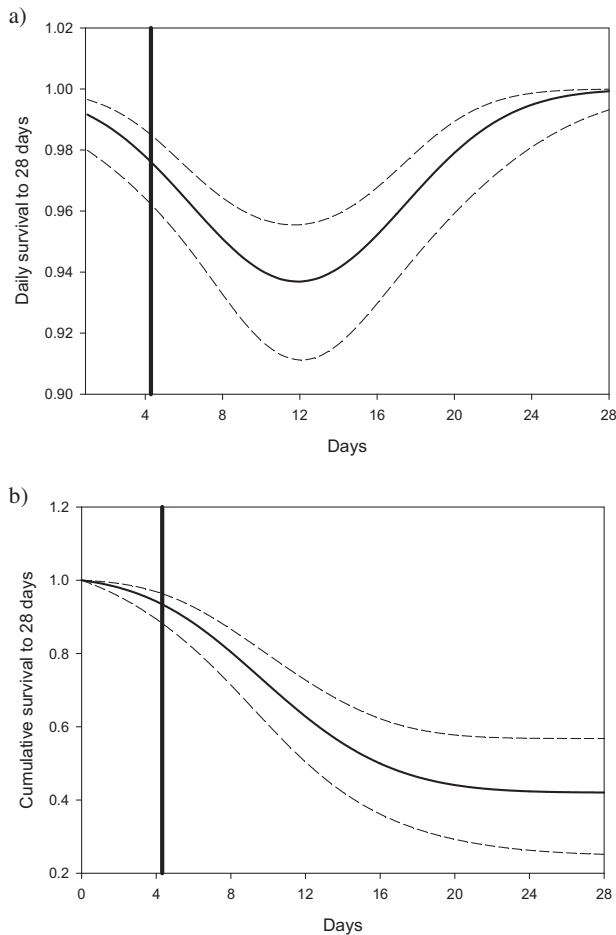 a)
1.02
1.00
0.98
0.96
0.94
0.92
0.90
Daily survival to 28 days
4 8 12 16 20 24 28
Days
b)
1.2
1.0
0.8
0.6
0.4
0.2
Cumulative survival to 28 days
0 4 8 12 16 20 24 28
Days